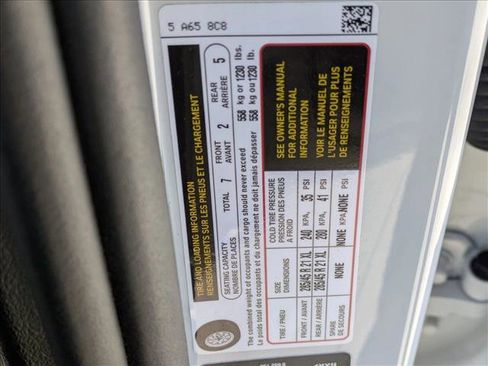 5 A65 8C8
TIRE AND LOADING INFORMATION
RENSEIGNEMENTS SUR LES PNEUS ET LE CHARGEMENT
SEATING CAPACITY
NOMBRE DE PLACES
TOTAL 7
FRONT
AVANT 2
REAR
ARRIÈRE 5
The combined weight of occupants and cargo should never exceed 558 kg or 1230 lbs.
Le poids total des occupants et du chargement ne doit jamais dépasser 558 kg ou 1230 lb.
TIRE / PNEU
SIZE
DIMENSIONS
COLD TIRE PRESSURE
PRESSION DES PNEUS
A FROID
FRONT / AVANT 285/45 R 21 XL 240 KPA, 35 PSI
REAR / ARRIÈRE 285/45 R 21 XL 280 KPA, 41 PSI
SPARE
DE SECOURS NONE NONE KPA, NONE PSI
SEE OWNER'S MANUAL
FOR ADDITIONAL
INFORMATION
VOIR LE MANUEL DE
L'USAGER POUR PLUS
DE RENSEIGNEMENTS